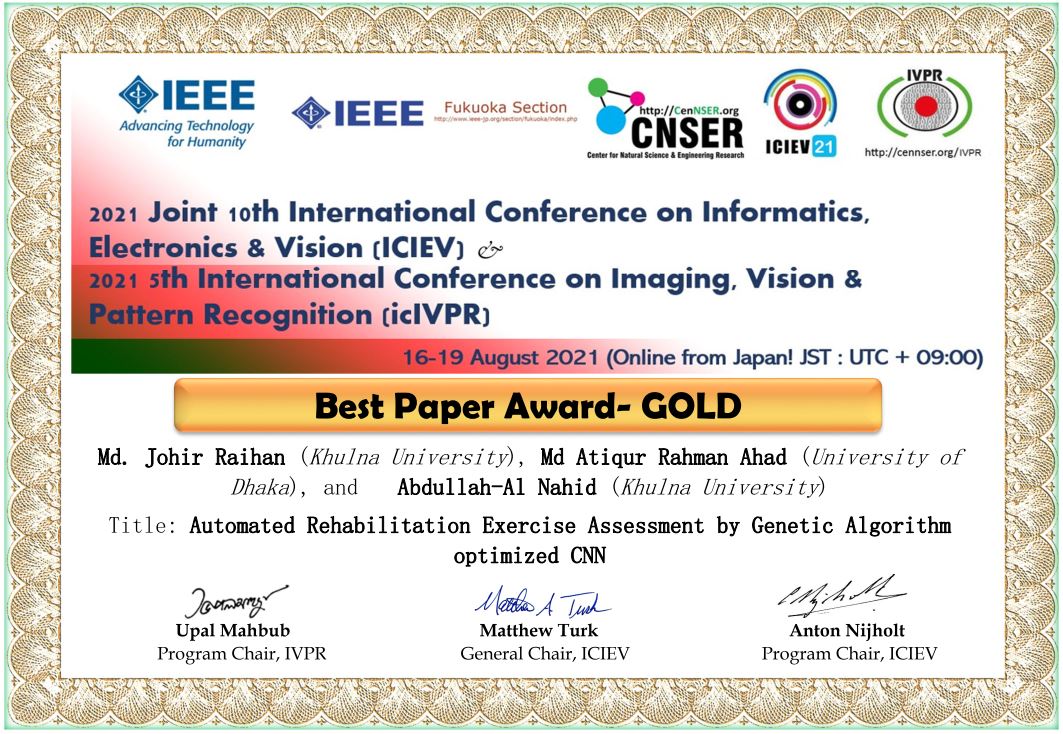 IEEE
Advancing Technology
for Humanity
IEEE
Fukuoka Section
http://www.ieee-jp.org/section/fukuoka/index.php
http://CenNSER.org
CNSER
Center for Natural Science & Engineering Research
ICIEV 21
IVPR
http://cennser.org/IVPR
2021 Joint 10th International Conference on Informatics,
Electronics & Vision (ICIEV) &
2021 5th International Conference on Imaging, Vision &
Pattern Recognition (icIVPR)
16-19 August 2021 (Online from Japan! JST : UTC + 09:00)
Best Paper Award- GOLD
Md. Johir Raihan (Khulna University), Md Atiqur Rahman Ahad (University of
Dhaka), and Abdullah-Al Nahid (Khulna University)
Title: Automated Rehabilitation Exercise Assessment by Genetic Algorithm
optimized CNN
Matthew A Turk
Upal Mahbub
Program Chair, IVPR
Matthew Turk
General Chair, ICIEV
Anton Nijholt
Program Chair, ICIEV